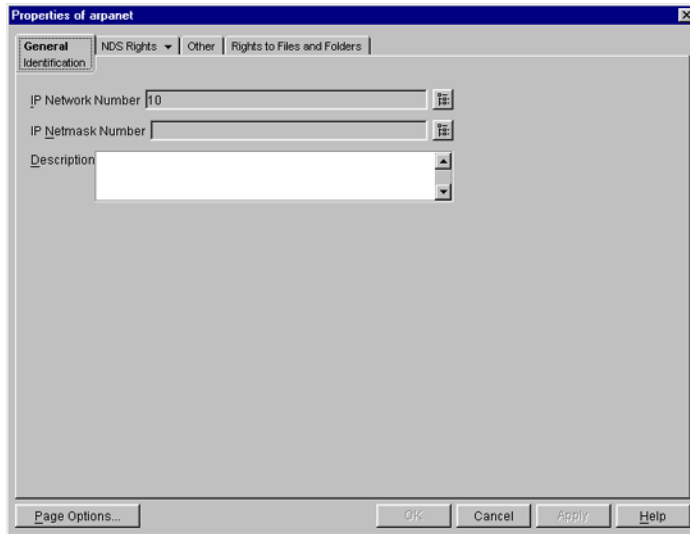 Properties of arpanet
General
NDS Rights
Other
Rights to Files and Folders
Identification
IP Network Number 10
IP Netmask Number
Description
Page Options...
OK
Cancel
Apply
Help